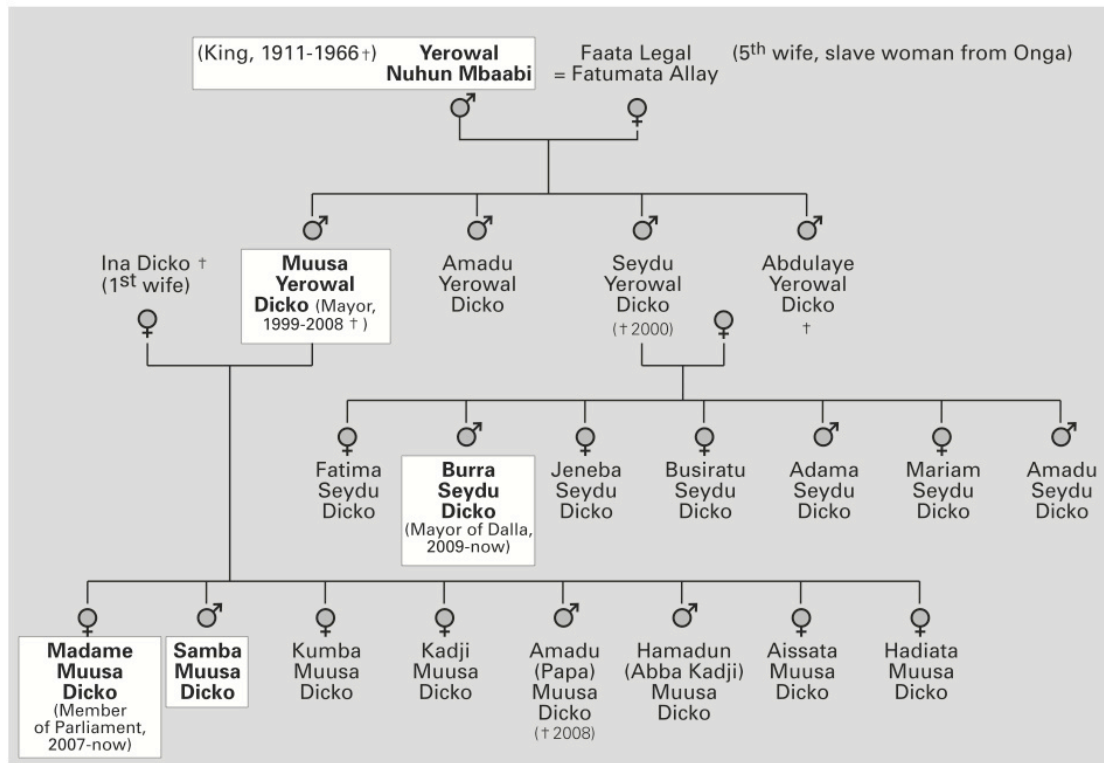 (King, 1911-1966 †) Yerowal
Nuhun Mbaabi
Faata Legal
= Fatumata Allay
(5th wife, slave woman from Onga)
Ina Dicko †
(1st wife)
Muusa
Yerowal
Dicko (Mayor,
1999-2008 † )
Amadu
Yerowal
Dicko
Seydu
Yerowal
Dicko
( † 2000)
Abdulaye
Yerowal
Dicko
†
Fatima
Seydu
Dicko
Burra
Seydu
Dicko
(Mayor of Dalla,
2009-now)
Jeneba
Seydu
Dicko
Busiratu
Seydu
Dicko
Adama
Seydu
Dicko
Mariam
Seydu
Dicko
Amadu
Seydu
Dicko
Madame
Muusa
Dicko
(Member
of Parliament,
2007-now)
Samba
Muusa
Dicko
Kumba
Muusa
Dicko
Kadji
Muusa
Dicko
Amadu
(Papa)
Muusa
Dicko
( † 2008)
Hamadun
(Abba Kadji)
Muusa
Dicko
Aissata
Muusa
Dicko
Hadiata
Muusa
Dicko